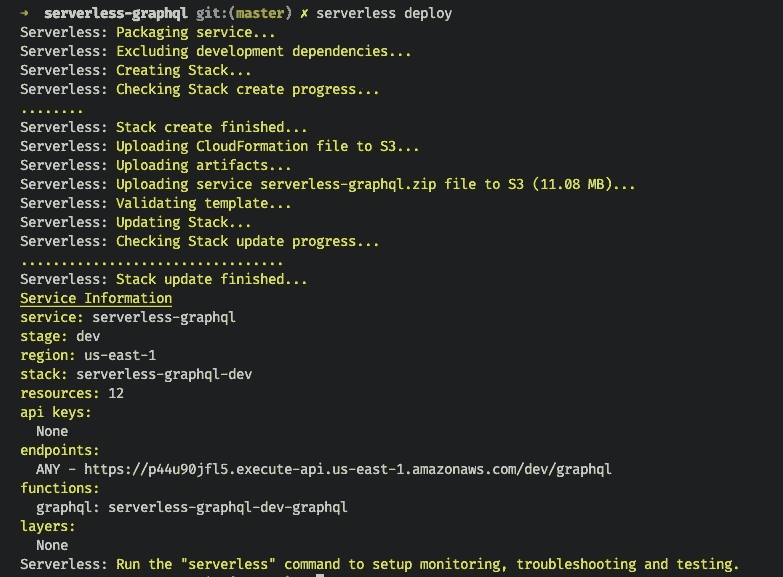 ➜  serverless-graphql git:(master) ✗ serverless deploy
Serverless: Packaging service...
Serverless: Excluding development dependencies...
Serverless: Creating Stack...
Serverless: Checking Stack create progress...
........
Serverless: Stack create finished...
Serverless: Uploading CloudFormation file to S3...
Serverless: Uploading artifacts...
Serverless: Uploading service serverless-graphql.zip file to S3 (11.08 MB)...
Serverless: Validating template...
Serverless: Updating Stack...
Serverless: Checking Stack update progress...
.................................
Serverless: Stack update finished...
Service Information
service: serverless-graphql
stage: dev
region: us-east-1
stack: serverless-graphql-dev
resources: 12
api keys:
  None
endpoints:
  ANY - https://p44u90jfl5.execute-api.us-east-1.amazonaws.com/dev/graphql
functions:
  graphql: serverless-graphql-dev-graphql
layers:
  None
Serverless: Run the "serverless" command to setup monitoring, troubleshooting and testing.